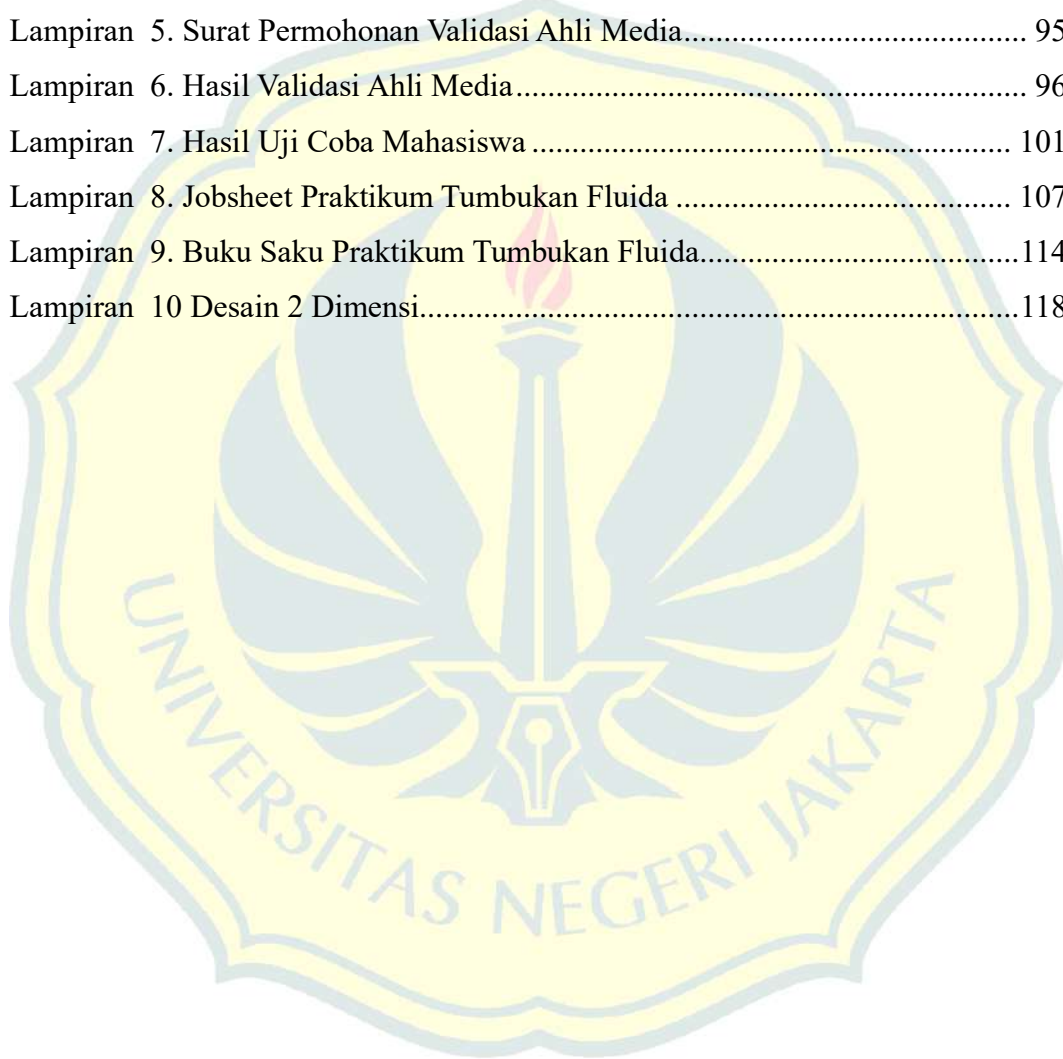 Lampiran 5. Surat Permohonan Validasi Ahli Media.................................... 95
Lampiran 6. Hasil Validasi Ahli Media...................................................... 96
Lampiran 7. Hasil Uji Coba Mahasiswa .................................................. 101
Lampiran 8. Jobsheet Praktikum Tumbukan Fluida ................................... 107
Lampiran 9. Buku Saku Praktikum Tumbukan Fluida.................................114
Lampiran 10 Desain 2 Dimensi...............................................................118
UNIVERSITAS NEGERI JAKARTA